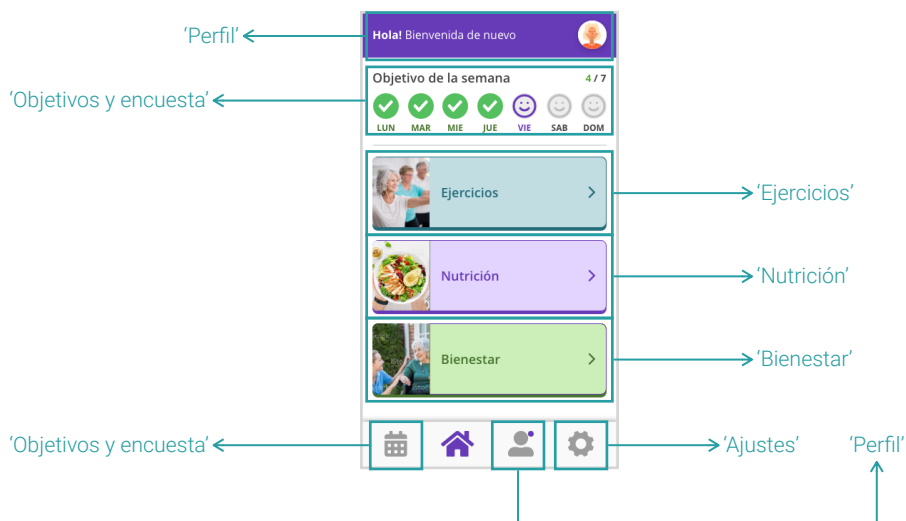 'Perfil'
Hola! Bienvenida de nuevo
Objetivo de la semana 4 / 7
'Objetivos y encuesta'
LUN MAR MIE JUE VIE SAB DOM
Ejercicios
'Ejercicios'
Nutrición
'Nutrición'
Bienestar
'Bienestar'
'Objetivos y encuesta'
'Ajustes'
'Perfil'